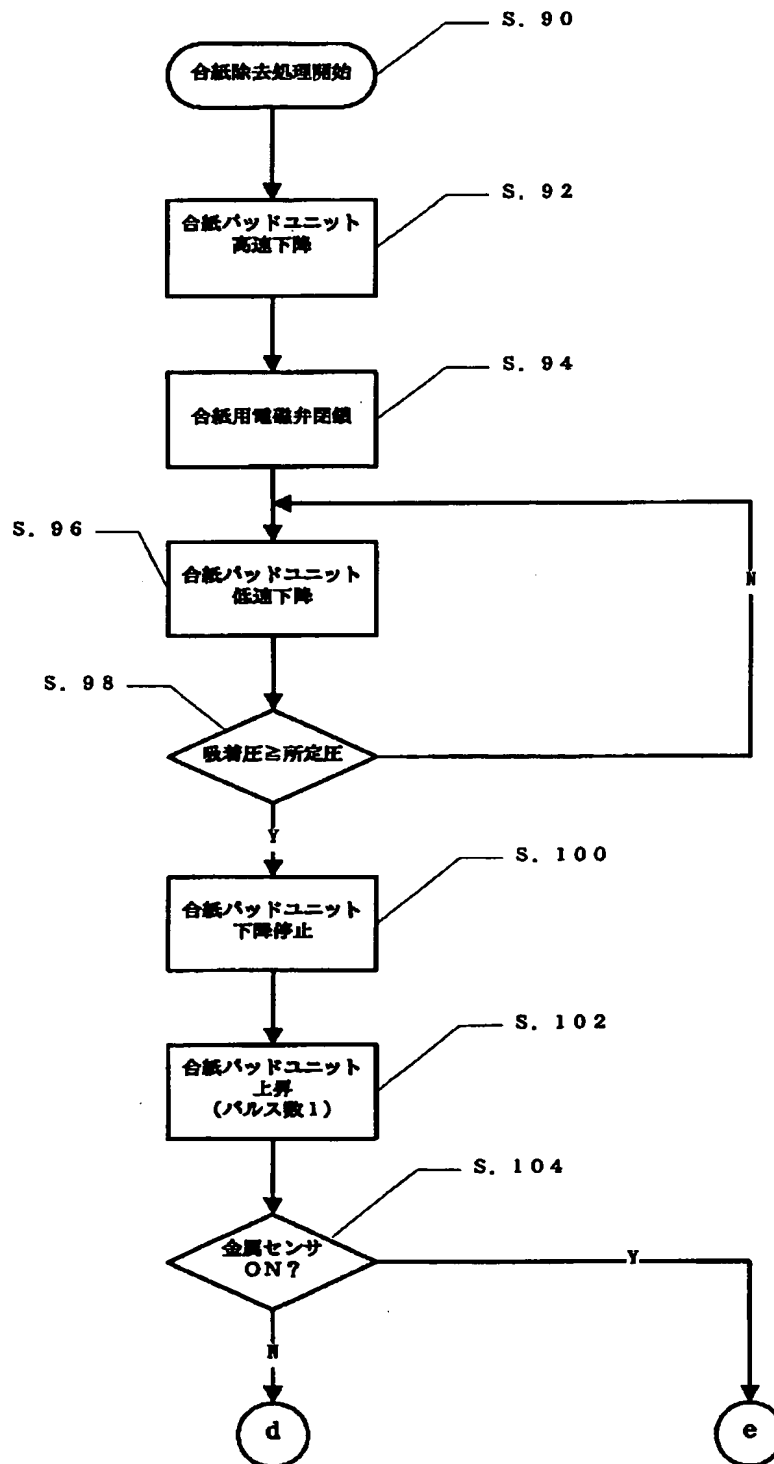 S. 90
合紙除去処理開始
S. 92
合紙パッドユニット
高速下降
S. 94
合紙用電磁弁閉鎖
S. 96
合紙パッドユニット
低速下降
N
S. 98
吸着圧≧所定圧
Y
S. 100
合紙パッドユニット
下降停止
S. 102
合紙パッドユニット
上昇
(パルス数1)
S. 104
金属センサ
ON?
Y
N
d
e